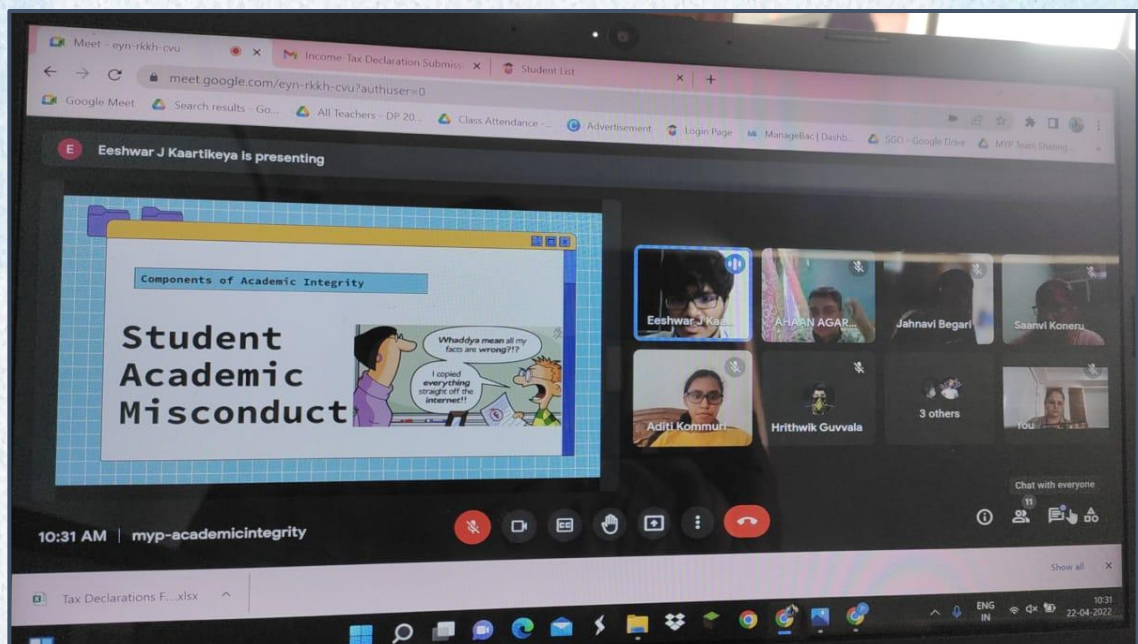 Meet - eyn-rkkh-cvu
Income-Tax Declaration Submiss
Student List
meet.google.com/eyn-rkkh-cvu?authuser=0
Google Meet
Search results - Go...
All Teachers - DP 20...
Class Attendance -...
Advertisement
Login Page
ManageBac | Dashb...
SGCI - Google Drive
MYP Team Sharing...
E
Eeshwar J Kaartikeya is presenting
Components of Academic Integrity
Student
Academic
Misconduct
Whaddya mean all my
facts are wrong?!?
I copied
everything
straight off the
internet!!
Eeshwar J Kaa...
AHAAN AGAR...
Jahnavi Begari
Saanvi Koneru
Aditi Kommuri
Hrithwik Guvvala
3 others
You
Chat with everyone
11
10:31 AM | myp-academicintegrity
CC
Show all
Tax Declarations F....xlsx
ENG
IN
10:31
22-04-2022